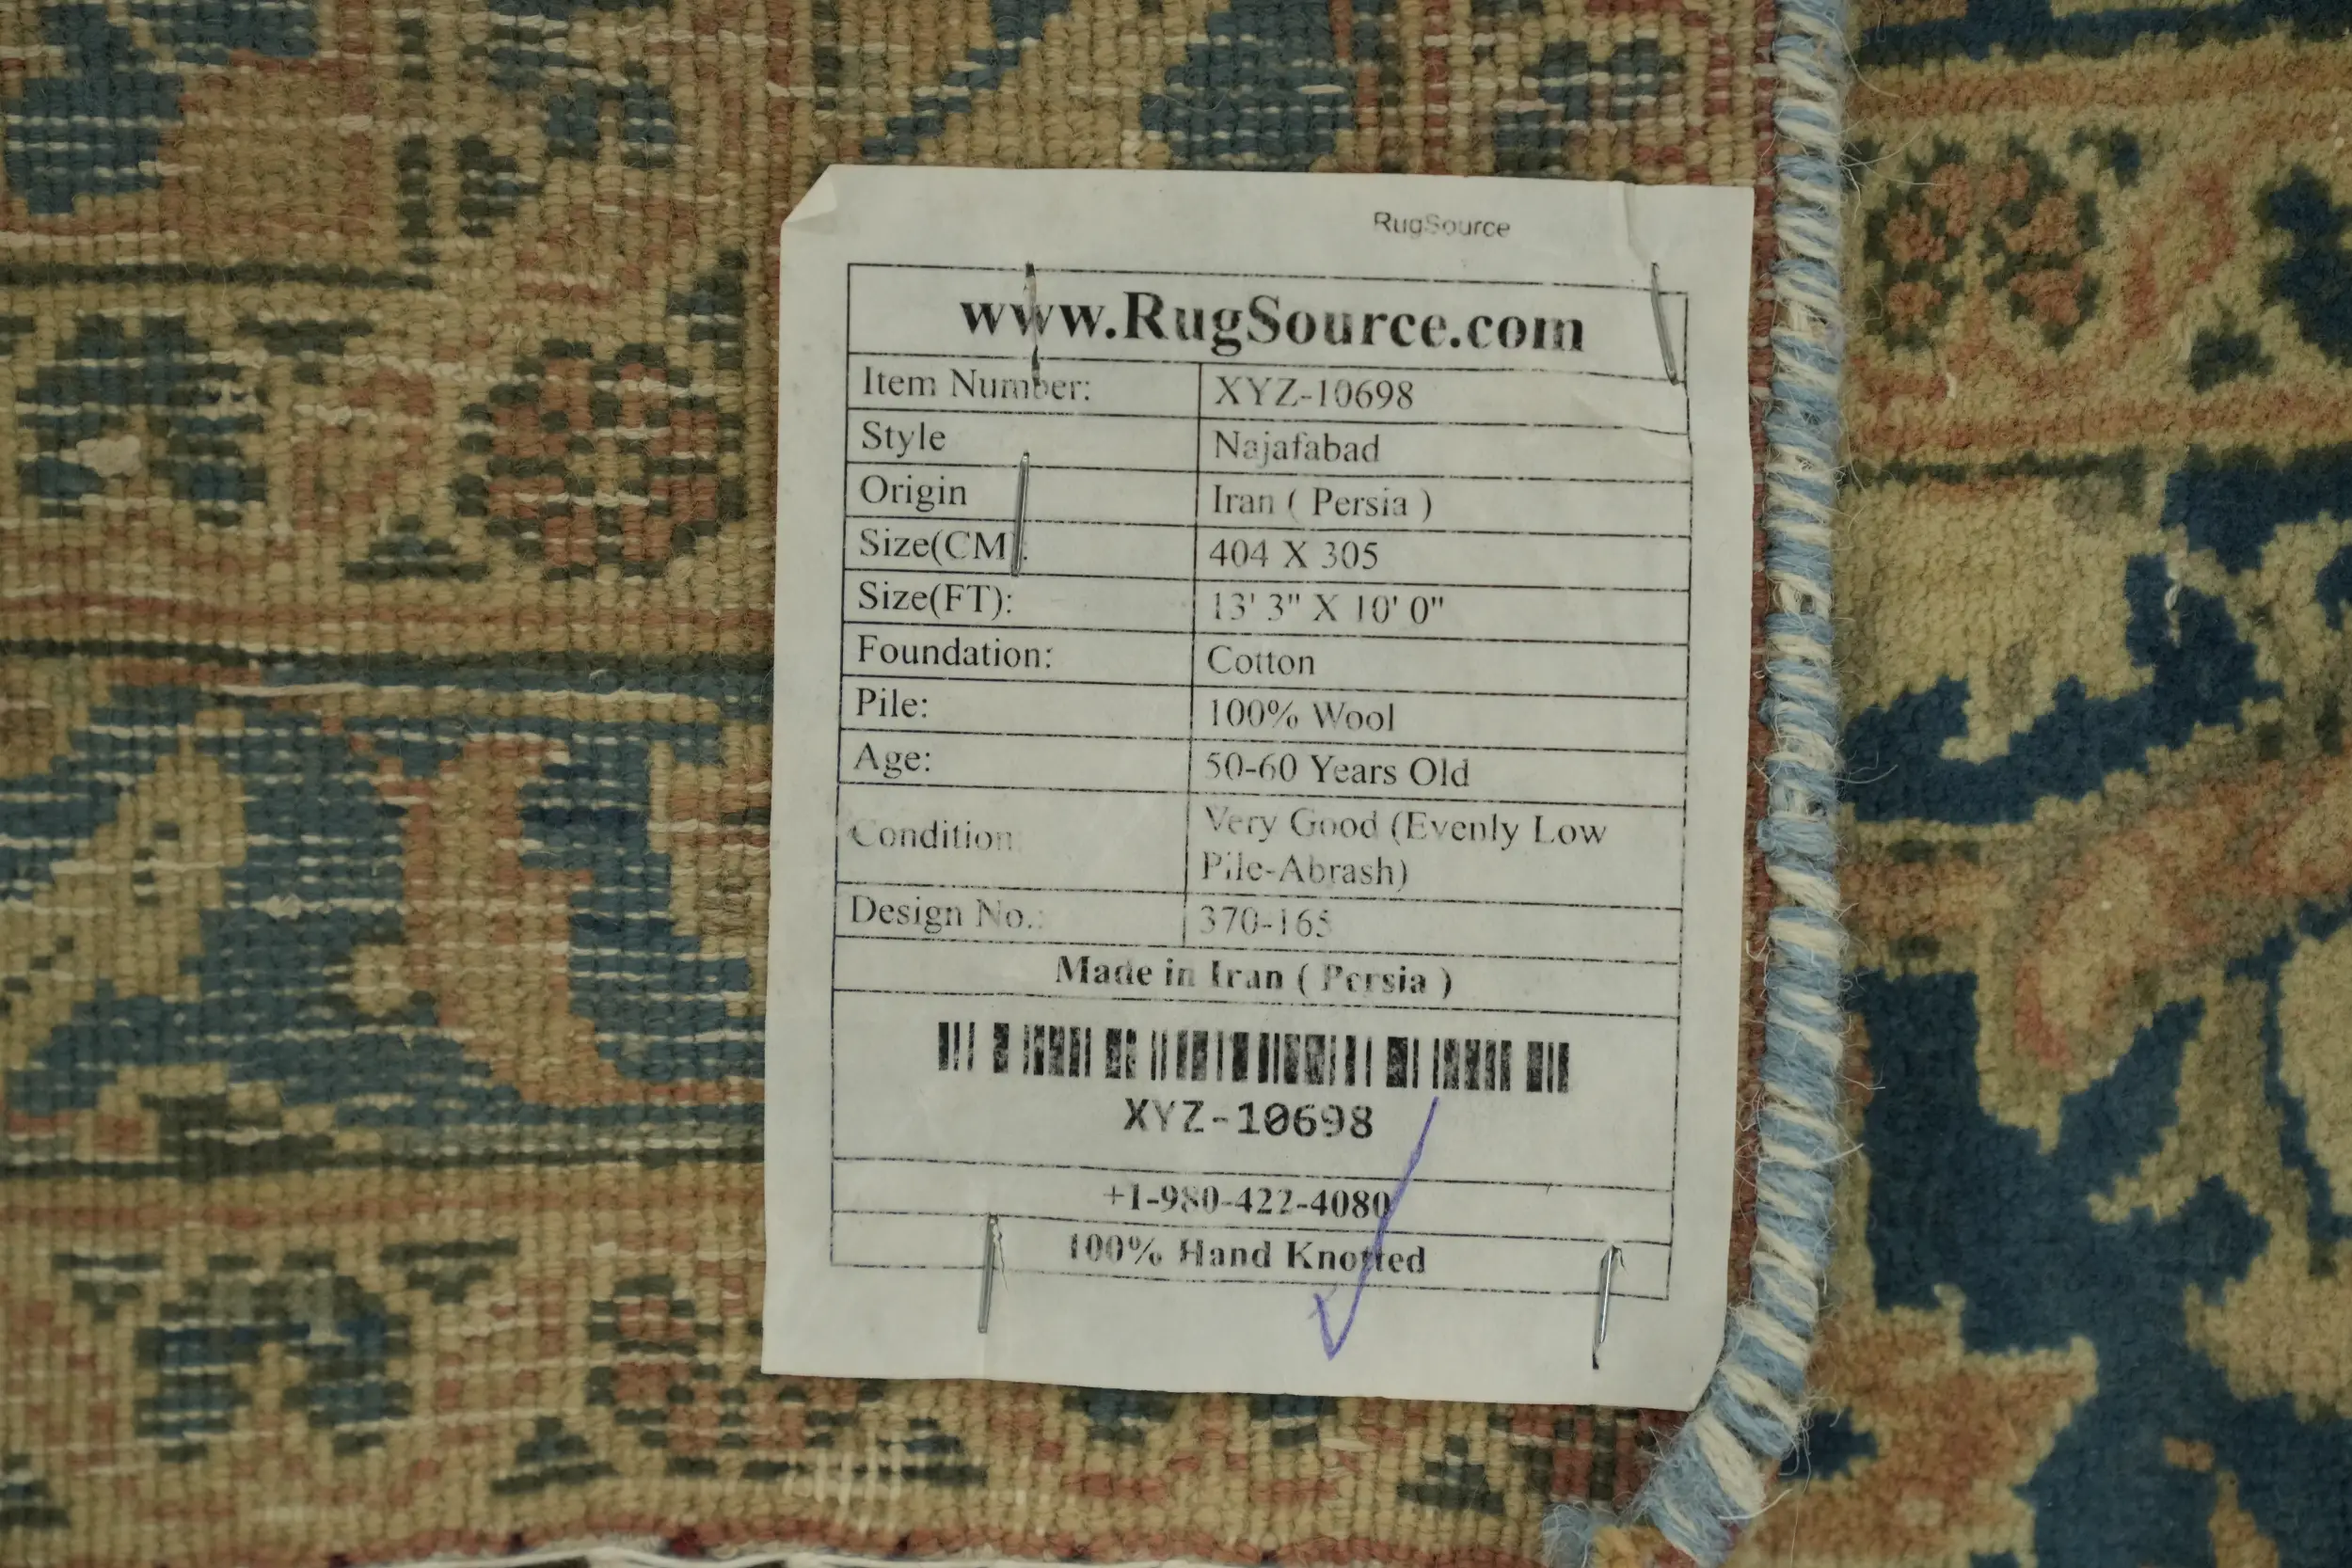 RugSource
www.RugSource.com
Item Number: XYZ-10698
Style Najafabad
Origin Iran ( Persia )
Size(CM): 404 X 305
Size(FT): 13' 3" X 10' 0"
Foundation: Cotton
Pile: 100% Wool
Age: 50-60 Years Old
Condition: Very Good (Evenly Low
Pile-Abrash)
Design No.: 370-165
Made in Iran ( Persia )
XYZ-10698
+1-980-422-4080
100% Hand Knotted